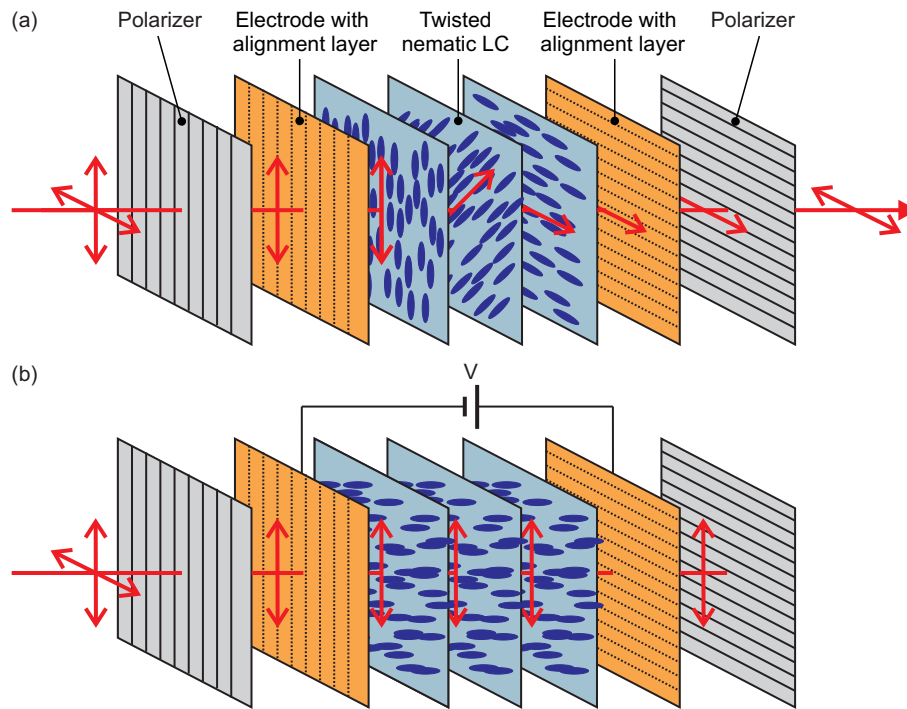 (a)
Polarizer
Electrode with
alignment layer
Twisted
nematic LC
Electrode with
alignment layer
Polarizer
(b)
V